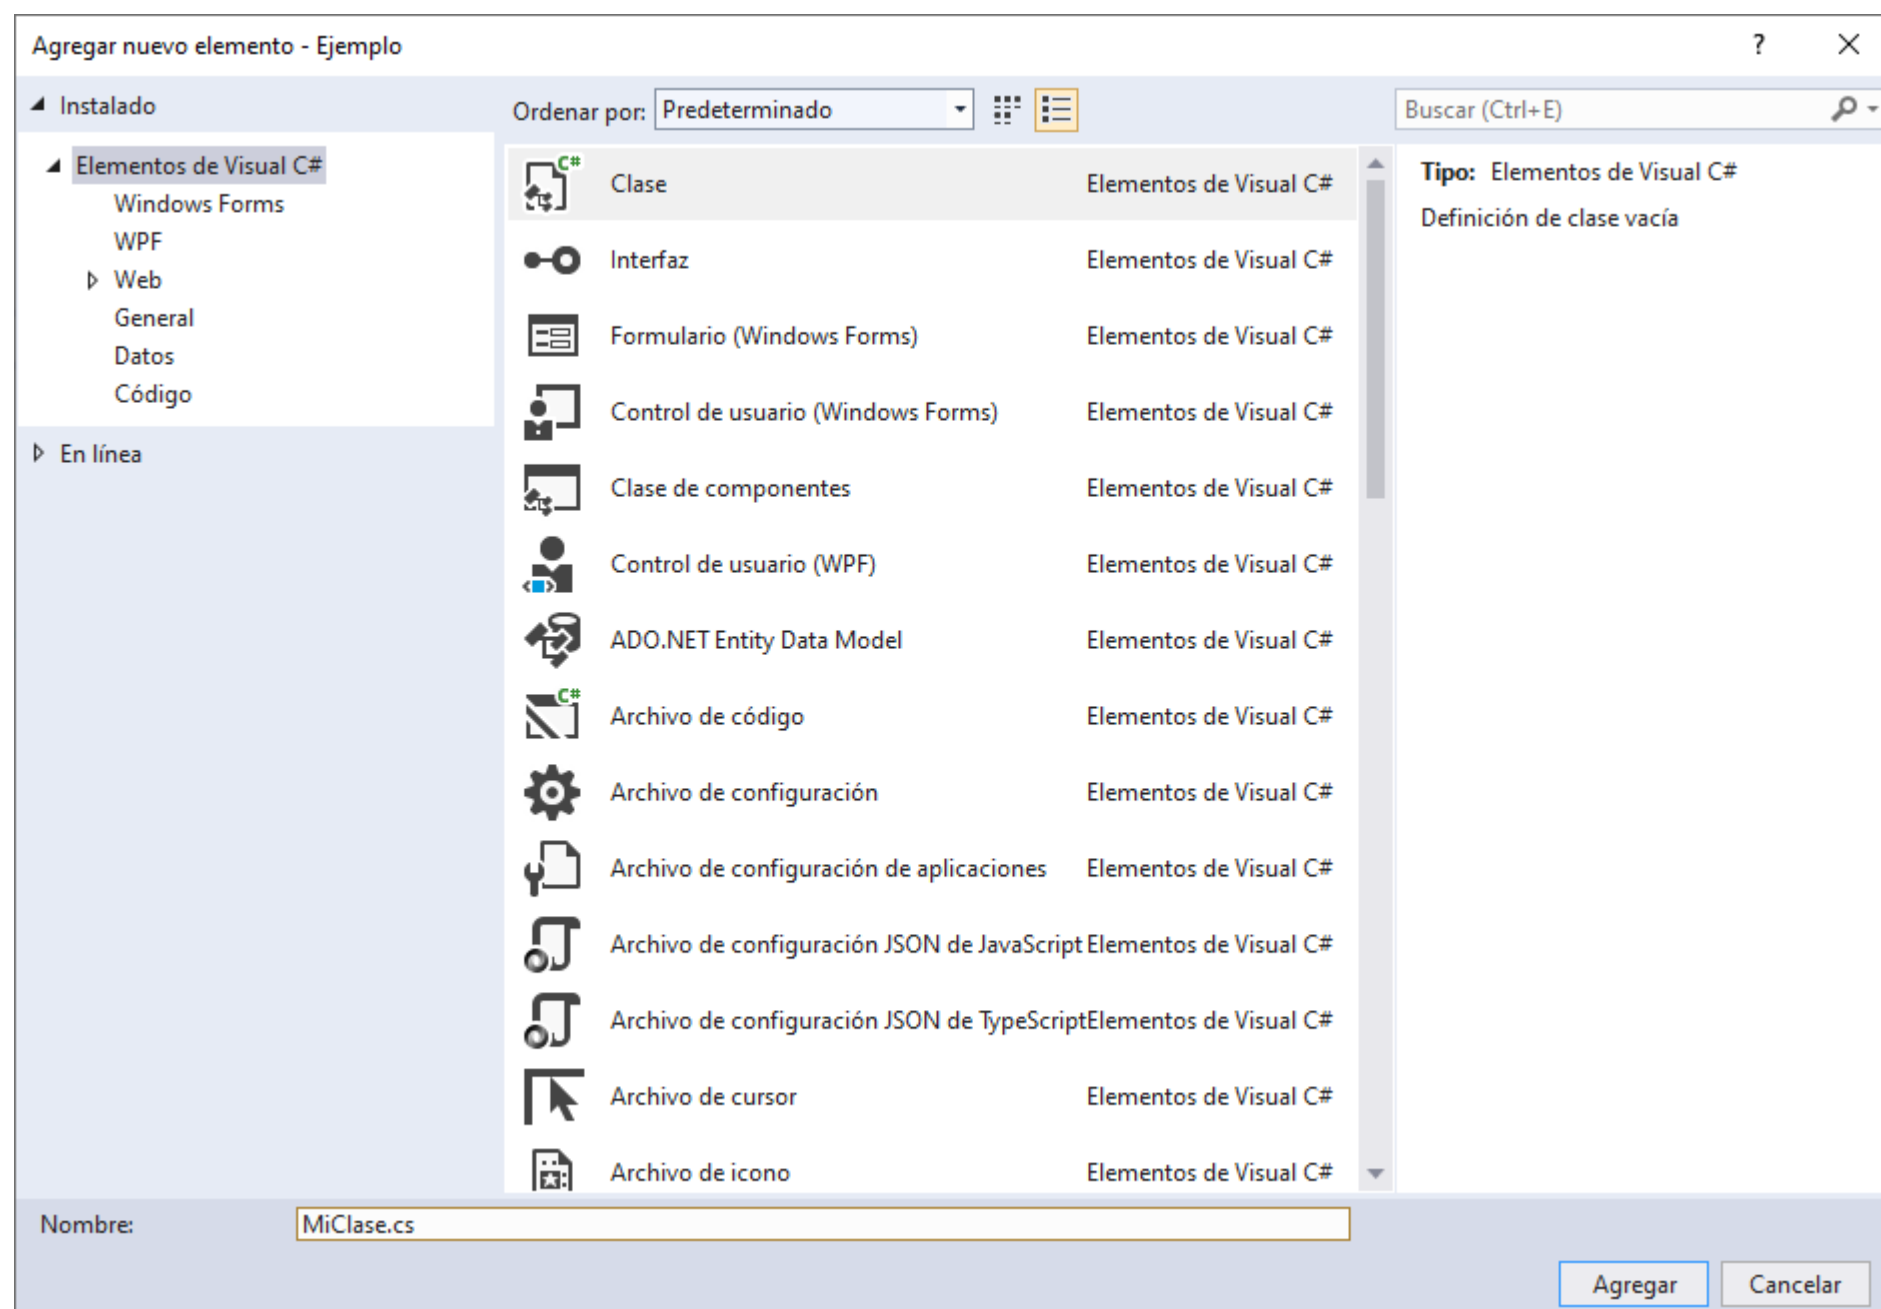 Agregar nuevo elemento - Ejemplo ?
Instalado
Elementos de Visual C#
Windows Forms
WPF
Web
General
Datos
Código
En línea
Ordenar por: Predeterminado
C# Clase Elementos de Visual C#
Interfaz Elementos de Visual C#
Formulario (Windows Forms) Elementos de Visual C#
Control de usuario (Windows Forms) Elementos de Visual C#
Clase de componentes Elementos de Visual C#
Control de usuario (WPF) Elementos de Visual C#
ADO.NET Entity Data Model Elementos de Visual C#
C# Archivo de código Elementos de Visual C#
Archivo de configuración Elementos de Visual C#
Archivo de configuración de aplicaciones Elementos de Visual C#
Archivo de configuración JSON de JavaScript Elementos de Visual C#
Archivo de configuración JSON de TypeScript Elementos de Visual C#
Archivo de cursor Elementos de Visual C#
Archivo de icono Elementos de Visual C#
Buscar (Ctrl+E)
Tipo: Elementos de Visual C#
Definición de clase vacía
Nombre: MiClase.cs
Agregar Cancelar